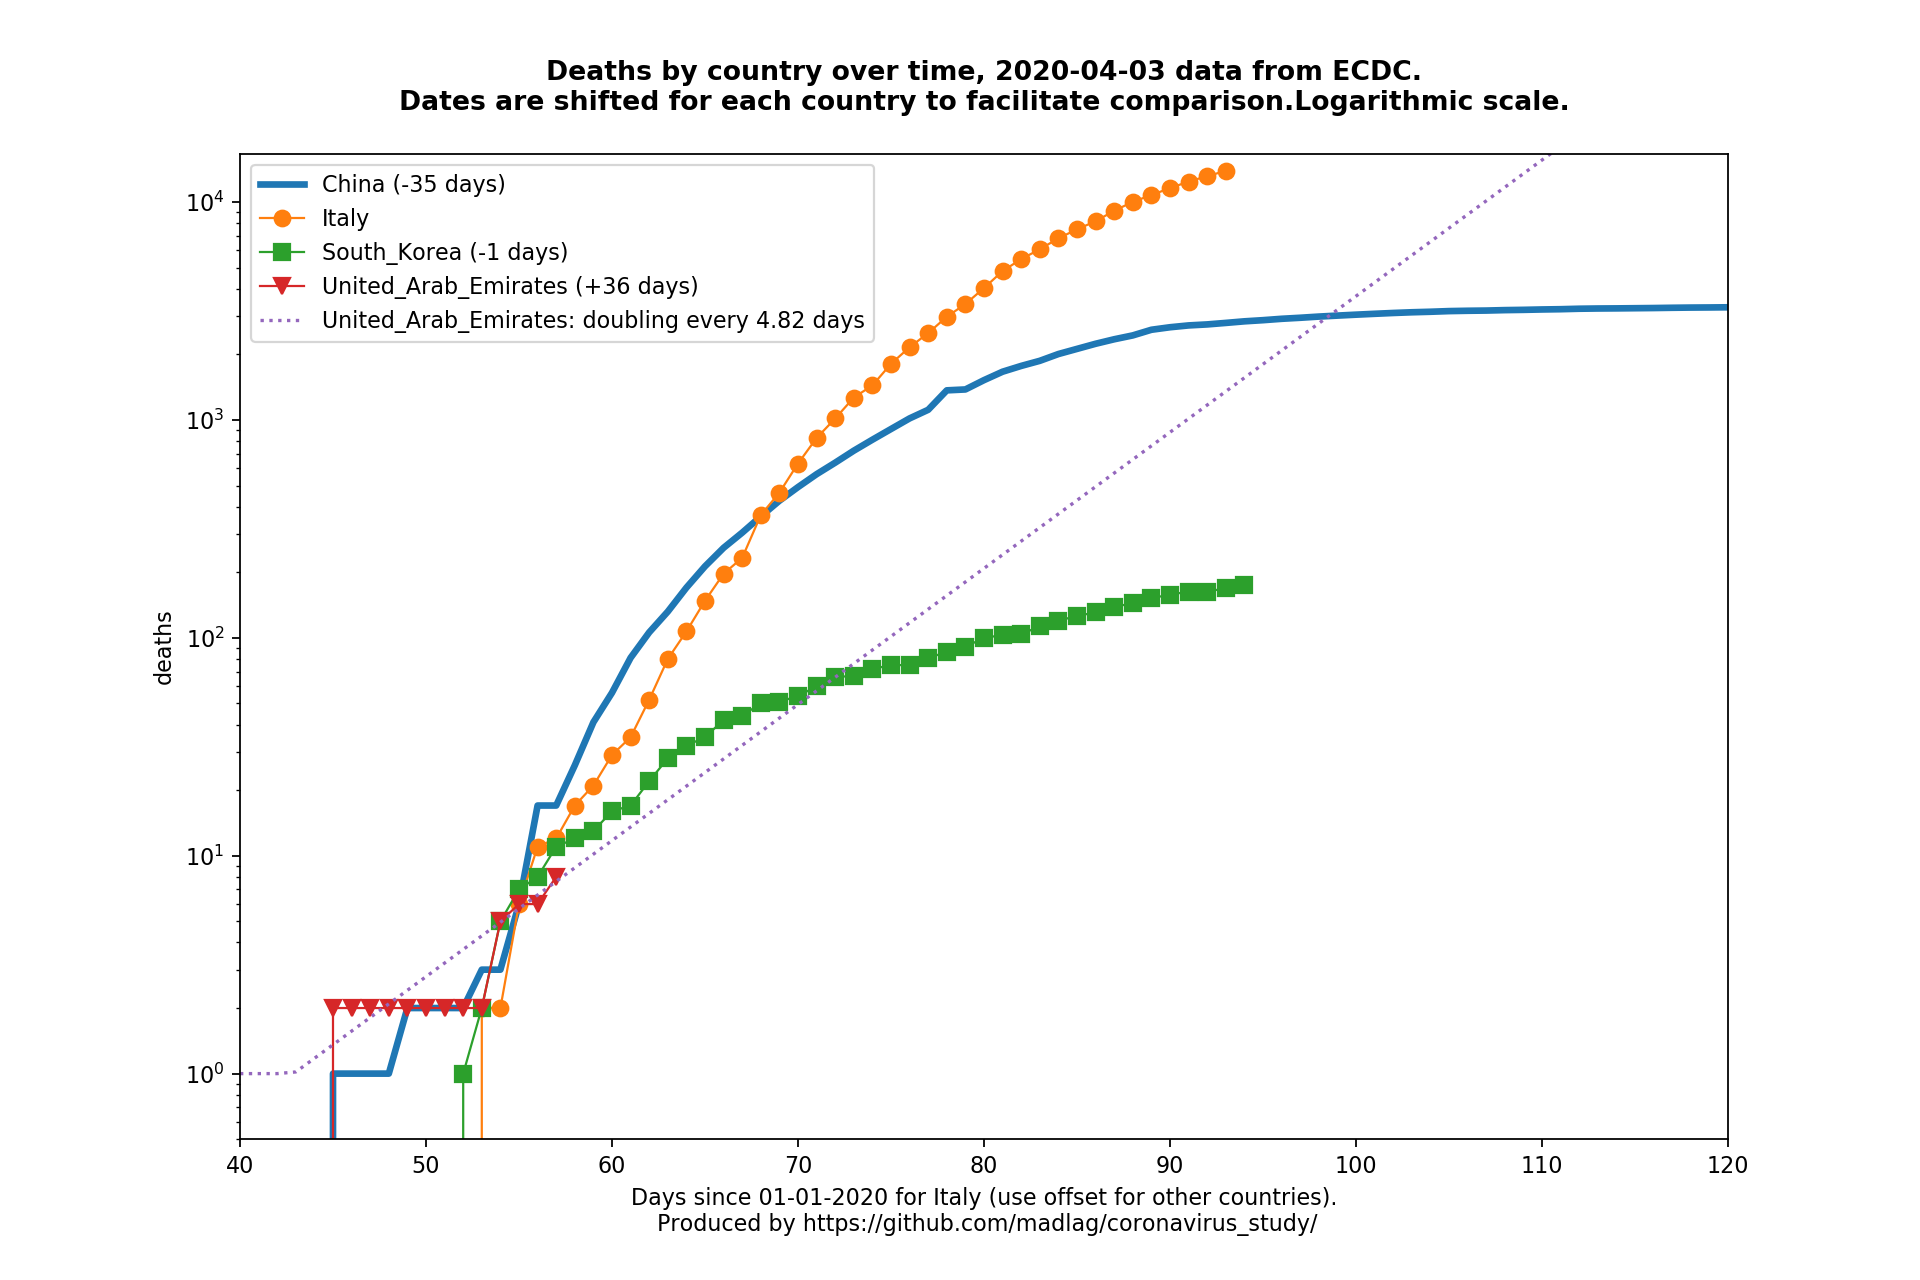 Deaths by country over time, 2020-04-03 data from ECDC.
Dates are shifted for each country to facilitate comparison.Logarithmic scale.
China (-35 days)
Italy
South_Korea (-1 days)
United_Arab_Emirates (+36 days)
United_Arab_Emirates: doubling every 4.82 days
10⁴
10³
10²
10¹
10⁰
deaths
40 50 60 70 80 90 100 110 120
Days since 01-01-2020 for Italy (use offset for other countries).
Produced by https://github.com/madlag/coronavirus_study/